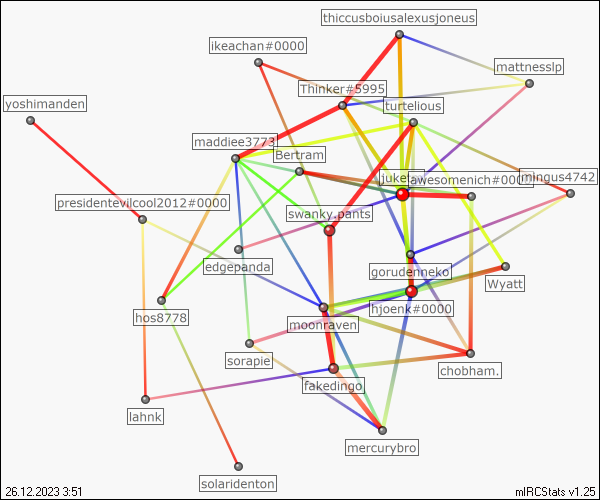 thiccusboiusalexusjoneus
ikeachan#0000
mattnesslp
Thinker#5995
yoshimanden
turtelious
maddiee3773
Bertram
awesomenich#0000
mingus4742
presidentevilcool2012#0000
swanky.pants
edgepanda
gorudenneko
Wyatt
hjoenk#0000
hos8778
moonraven
sorapie
chobham.
fakedingo
lahnk
mercurybro
solaridenton
26.12.2023 3:51
mIRCStats v1.25